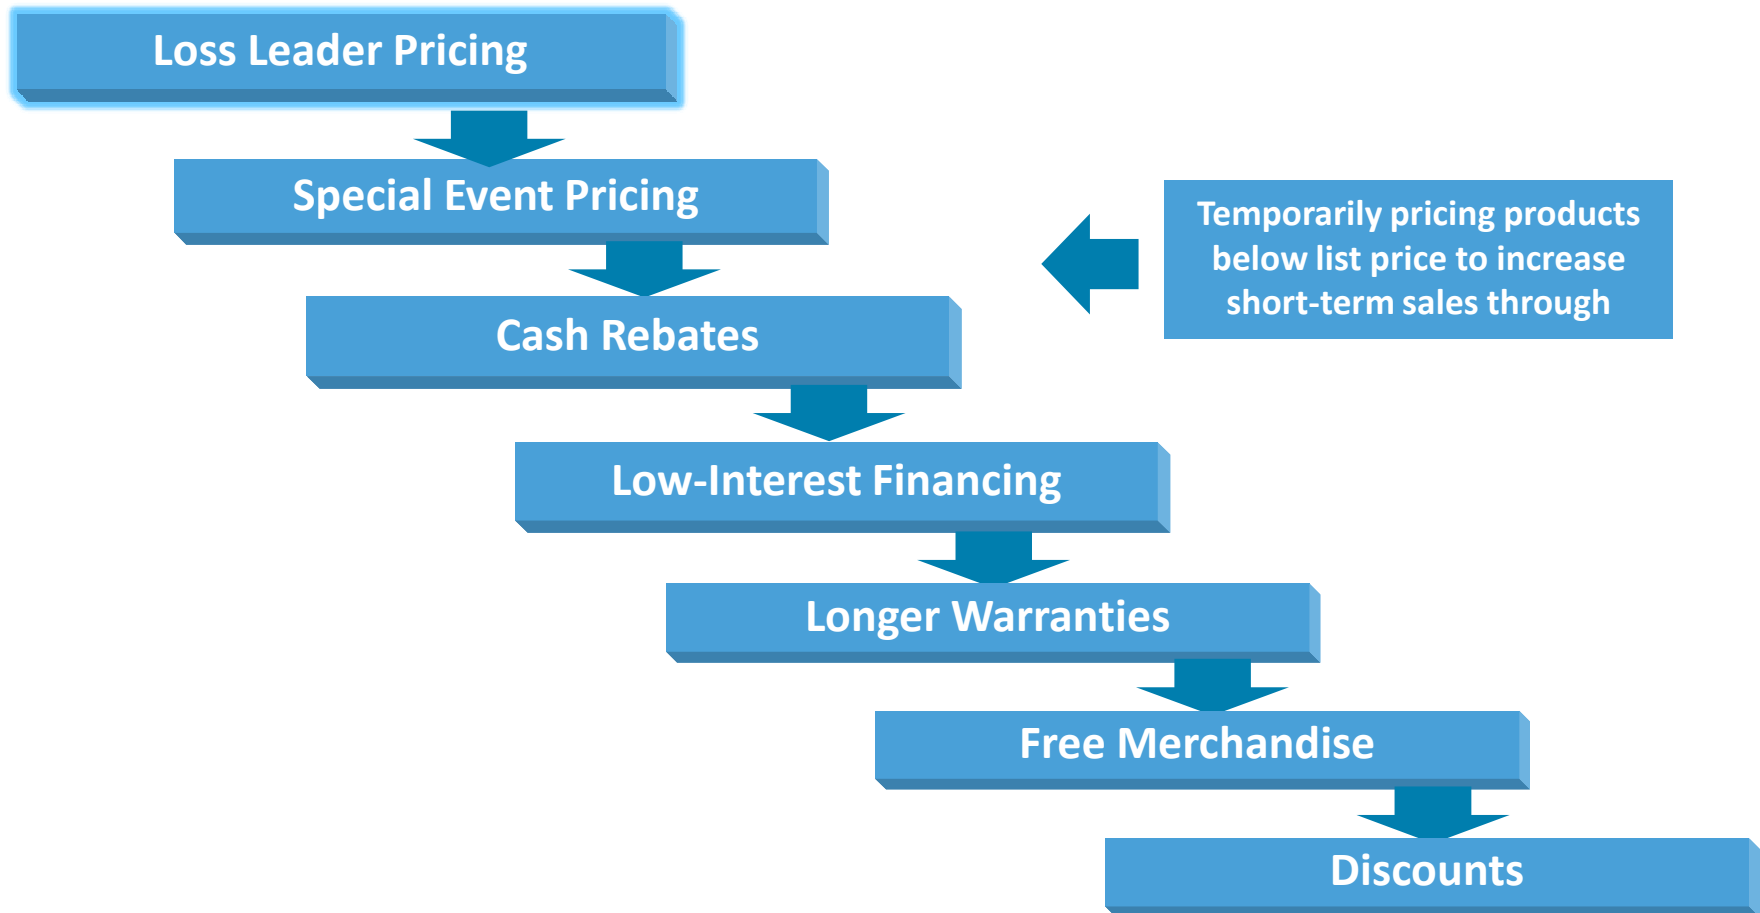 Loss Leader Pricing
Special Event Pricing
Temporarily pricing products
below list price to increase
short-term sales through
Cash Rebates
Low-Interest Financing
Longer Warranties
Free Merchandise
Discounts